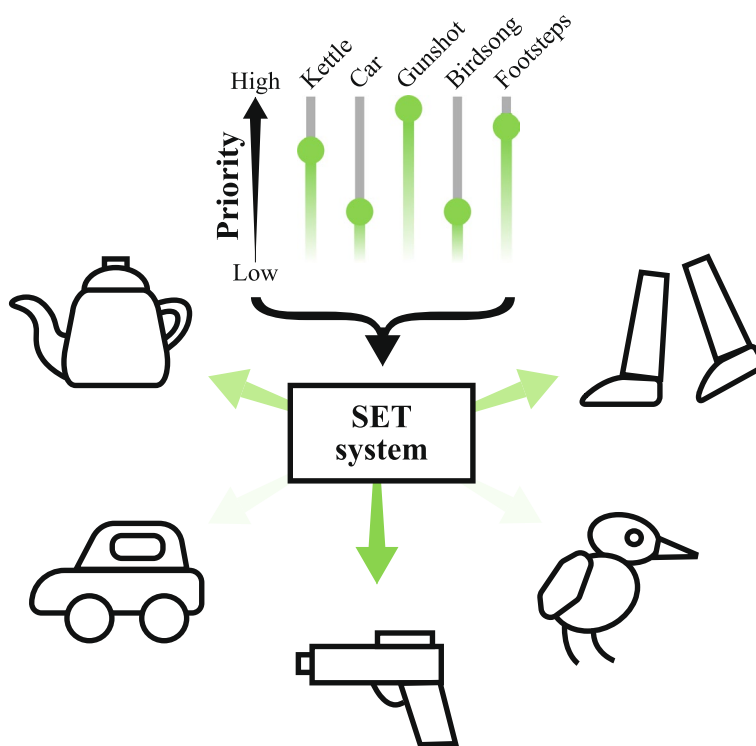 Kettle
Car
Gunshot
Birdsong
Footsteps
High
Priority
Low
SET
system